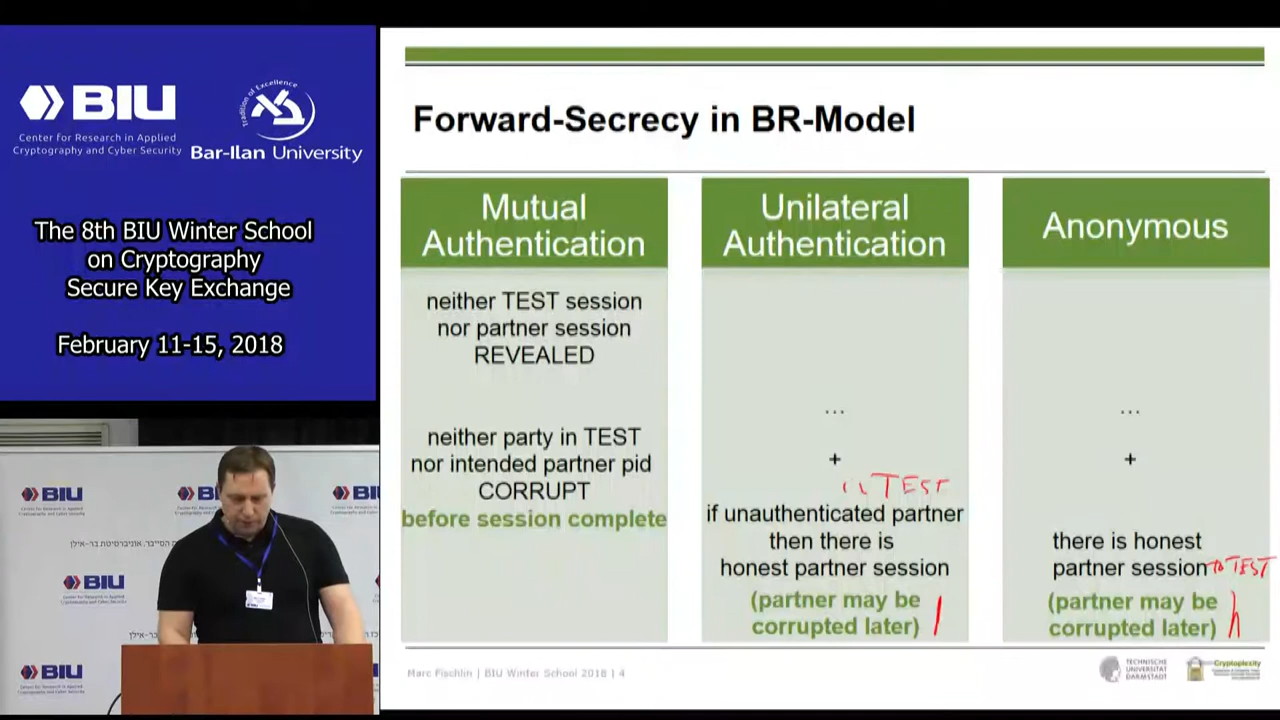 BIU
Center for Research in Applied
Cryptography and Cyber Security
Tradition of Excellence
Bar-Ilan University
The 8th BIU Winter School
on Cryptography
Secure Key Exchange
February 11-15, 2018
Forward-Secrecy in BR-Model
Mutual
Authentication
neither TEST session
nor partner session
REVEALED
neither party in TEST
nor intended partner pid
CORRUPT
before session complete
Unilateral
Authentication
...
+
TEST
if unauthenticated partner
then there is
honest partner session
(partner may be
corrupted later)
Anonymous
...
+
there is honest
partner session to TEST
(partner may be
corrupted later)
Marc Fischlin | BIU Winter School 2018 | 4
TECHNISCHE
UNIVERSITÄT
DARMSTADT
Cryptoplexity
BIU
BIU
BIU
BIU
BIU